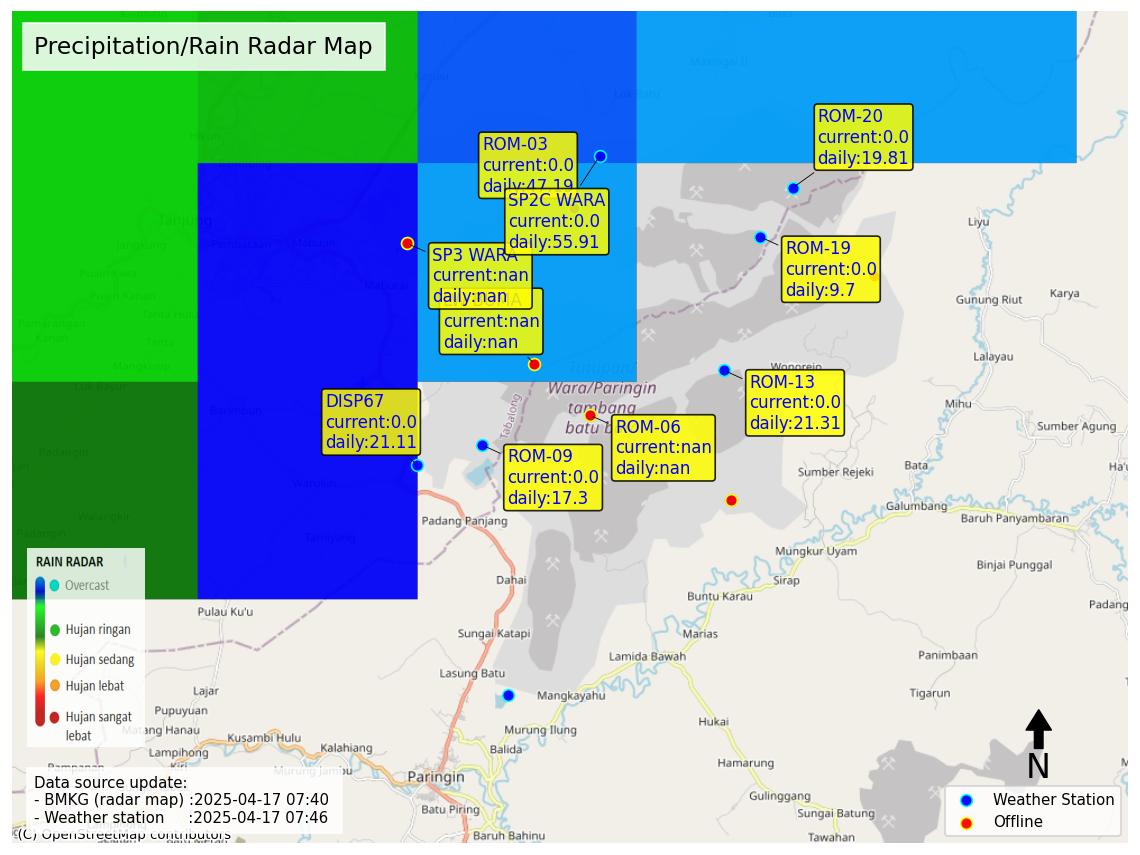 Precipitation/Rain Radar Map
ROM-20
current:0.0
daily:19.81
ROM-03
current:0.0
daily:47.19
SP2C WARA
current:0.0
daily:55.91
ROM-19
current:0.0
daily:9.7
SP3 WARA
current:nan
daily:nan
current:nan
daily:nan
ROM-13
current:0.0
daily:21.31
DISP67
current:0.0
daily:21.11
ROM-06
current:nan
daily:nan
ROM-09
current:0.0
daily:17.3
Tanjung
Liyu
Gunung Riut
Karya
Lalayau
Wonorejo
Mihu
Sumber Agung
Wara/Paringin
tambang
Tabalong
Sumber Rejeki
Bata
Galumbang
Baruh Panyambaran
Padang Panjang
Mungkur Uyam
Binjai Punggal
Dahai
Sirap
Buntu Karau
Pulau Ku'u
Sungai Katapi
Marias
Lamida Bawah
Panimbaan
Lasung Batu
Lajar
Mangkayahu
Tigarun
Pupuyuan
Matang Hanau
Hukai
Murung Ilung
Kusambi Hulu
Kalahiang
Balida
Lampihong
Hamarung
Murung Jambu
Paringin
Gulinggang
Batu Piring
Sungai Batung
Baruh Bahinu
Tawahan
RAIN RADAR
Overcast
Hujan ringan
Hujan sedang
Hujan lebat
Hujan sangat
lebat
Data source update:
- BMKG (radar map) :2025-04-17 07:40
- Weather station :2025-04-17 07:46
(C) OpenStreetMap contributors
N
Weather Station
Offline